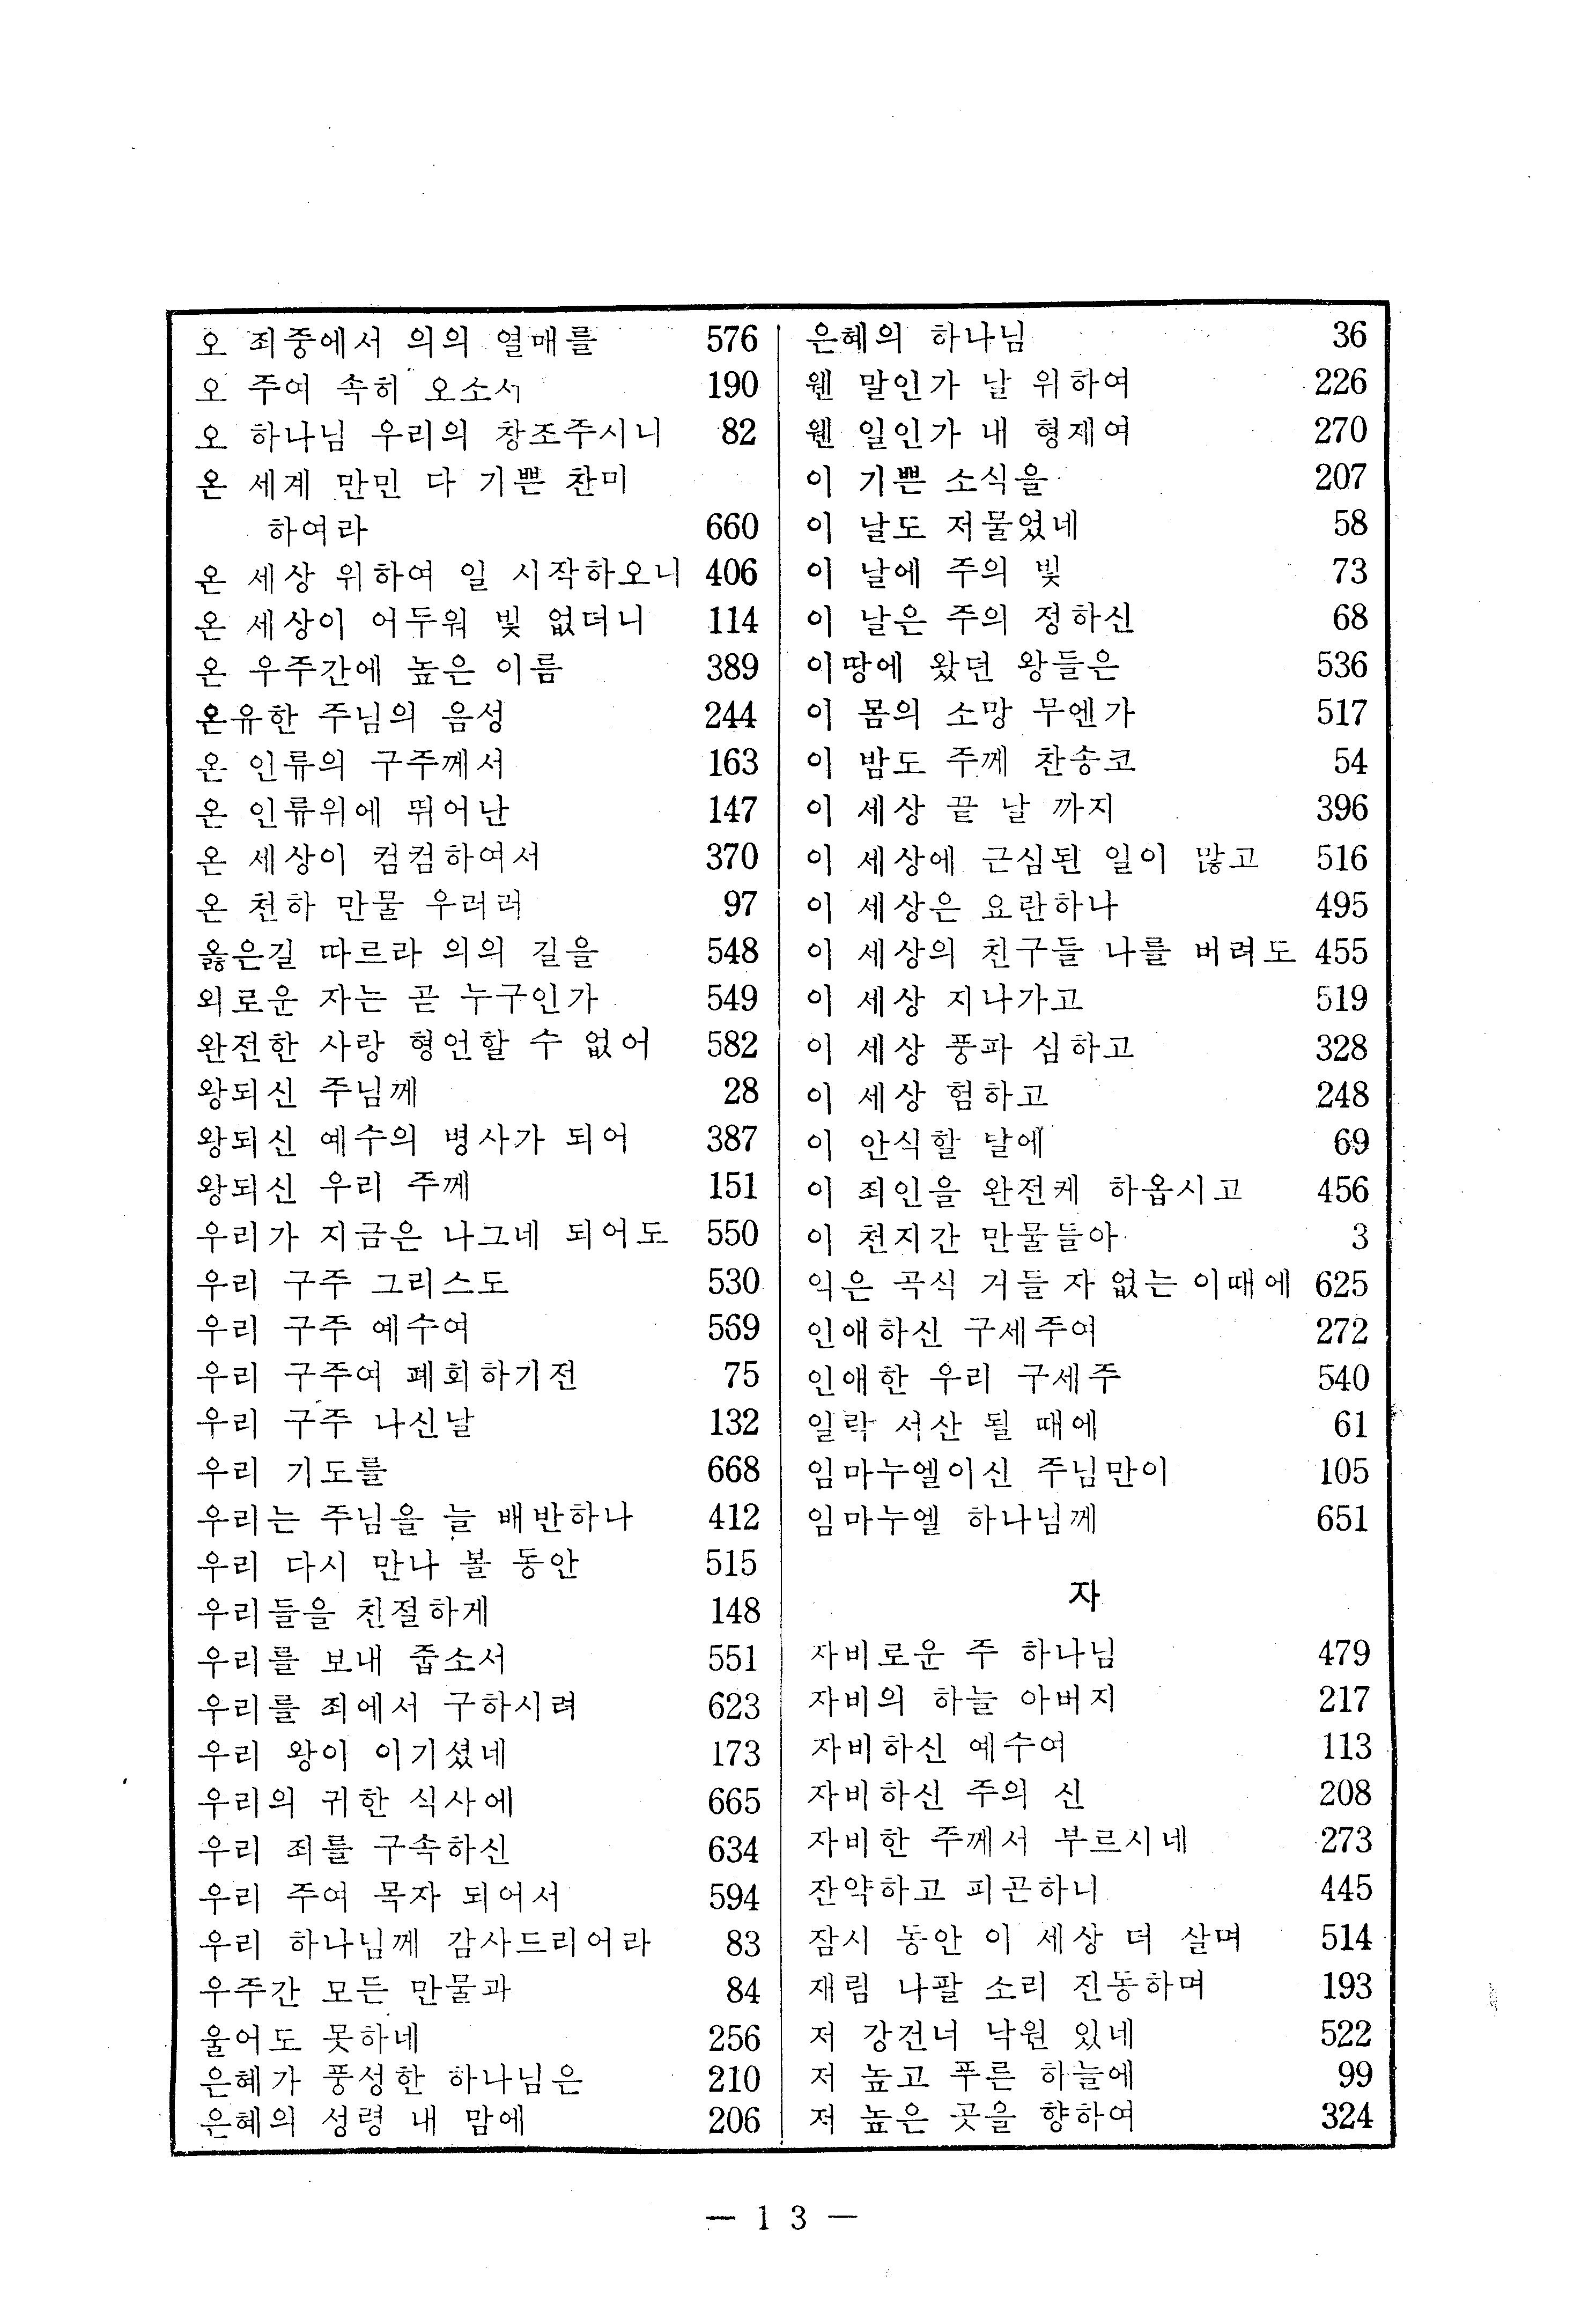 오 죄중에서 의의 열매를 576
오 주여 속히 오소서 190
오 하나님 우리의 창조주시니 82
온 세계 만민 다 기쁜 찬미
하여라 660
온 세상 위하여 일 시작하오니 406
온 세상이 어두워 빛 없더니 114
온 우주간에 높은 이름 389
온유한 주님의 음성 244
온 인류의 구주께서 163
온 인류위에 뛰어난 147
온 세상이 컴컴하여서 370
온 천하 만물 우러러 97
옳은길 따르라 의의 길을 548
외로운 자는 곧 누구인가 549
완전한 사랑 형언할 수 없어 582
왕되신 주님께 28
왕되신 예수의 병사가 되어 387
왕되신 우리 주께 151
우리가 지금은 나그네 되어도 550
우리 구주 그리스도 530
우리 구주 예수여 569
우리 구주여 폐회하기전 75
우리 구주 나신날 132
우리 기도를 668
우리는 주님을 늘 배반하나 412
우리 다시 만나 볼 동안 515
우리들을 친절하게 148
우리를 보내 줍소서 551
우리를 죄에서 구하시려 623
우리 왕이 이기셨네 173
우리의 귀한 식사에 665
우리 죄를 구속하신 634
우리 주여 목자 되어서 594
우리 하나님께 감사드리어라 83
우주간 모든 만물과 84
울어도 못하네 256
은혜가 풍성한 하나님은 210
은혜의 성령 내 맘에 206
은혜의 하나님 36
웬 말인가 날 위하여 226
웬 일인가 내 형제여 270
이 기쁜 소식을 207
이 날도 저물었네 58
이 날에 주의 빛 73
이 날은 주의 정하신 68
이땅에 왔던 왕들은 536
이 몸의 소망 무엔가 517
이 밤도 주께 찬송코 54
이 세상 끝 날 까지 396
이 세상에 근심된 일이 많고 516
이 세상은 요란하나 495
이 세상의 친구들 나를 버려도 455
이 세상 지나가고 519
이 세상 풍파 심하고 328
이 세상 험하고 248
이 안식할 날에 69
이 죄인을 완전케 하옵시고 456
이 천지간 만물들아 3
익은 곡식 거들 자 없는 이때에 625
인애하신 구세주여 272
인애한 우리 구세주 540
일락 서산 될 때에 61
임마누엘이신 주님만이 105
임마누엘 하나님께 651
자
자비로운 주 하나님 479
자비의 하늘 아버지 217
자비하신 예수여 113
자비하신 주의 신 208
자비한 주께서 부르시네 273
잔약하고 피곤하니 445
잠시 동안 이 세상 더 살며 514
재림 나팔 소리 진동하며 193
저 강건너 낙원 있네 522
저 높고 푸른 하늘에 99
저 높은 곳을 향하여 324
— 1 3 —